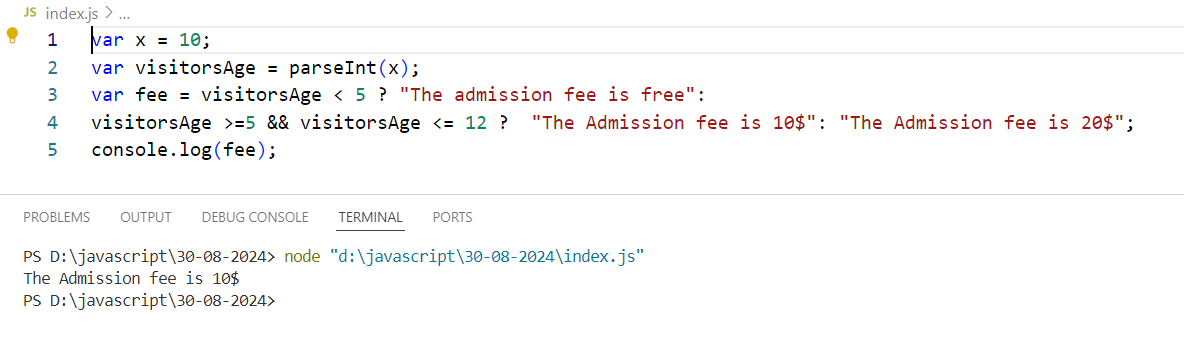 JS index.js > ...
1 var x = 10;
2 var visitorsAge = parseInt(x);
3 var fee = visitorsAge < 5 ? "The admission fee is free":
4 visitorsAge >=5 && visitorsAge <= 12 ?  "The Admission fee is 10$": "The Admission fee is 20$";
5 console.log(fee);
PROBLEMS OUTPUT DEBUG CONSOLE TERMINAL PORTS
PS D:\javascript\30-08-2024> node "d:\javascript\30-08-2024\index.js"
The Admission fee is 10$
PS D:\javascript\30-08-2024>